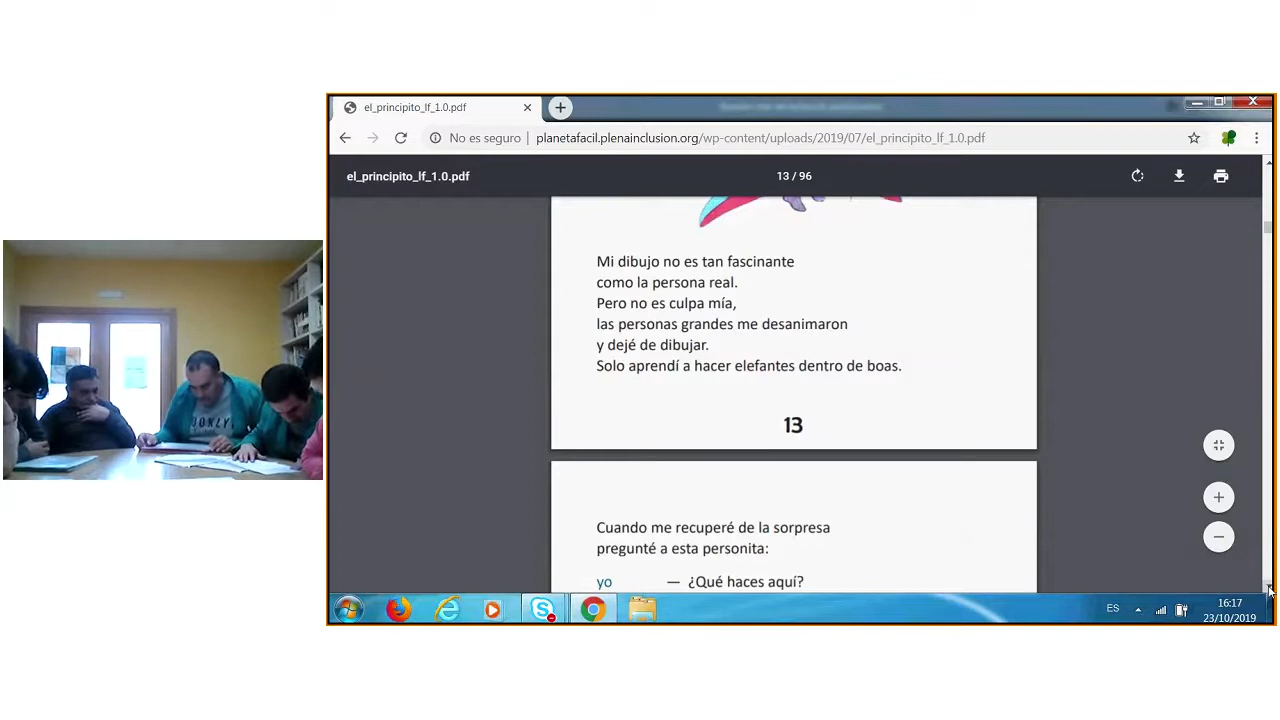 el_principito_lf_1.0.pdf
No es seguro
planetafacil.plenainclusion.org/wp-content/uploads/2019/07/el_principito_lf_1.0.pdf
el_principito_lf_1.0.pdf
13 / 96
Mi dibujo no es tan fascinante
como la persona real.
Pero no es culpa mía,
las personas grandes me desanimaron
y dejé de dibujar.
Solo aprendí a hacer elefantes dentro de boas.
13
Cuando me recuperé de la sorpresa
pregunté a esta personita:
yo — ¿Qué haces aquí?
ES
16:17
23/10/2019